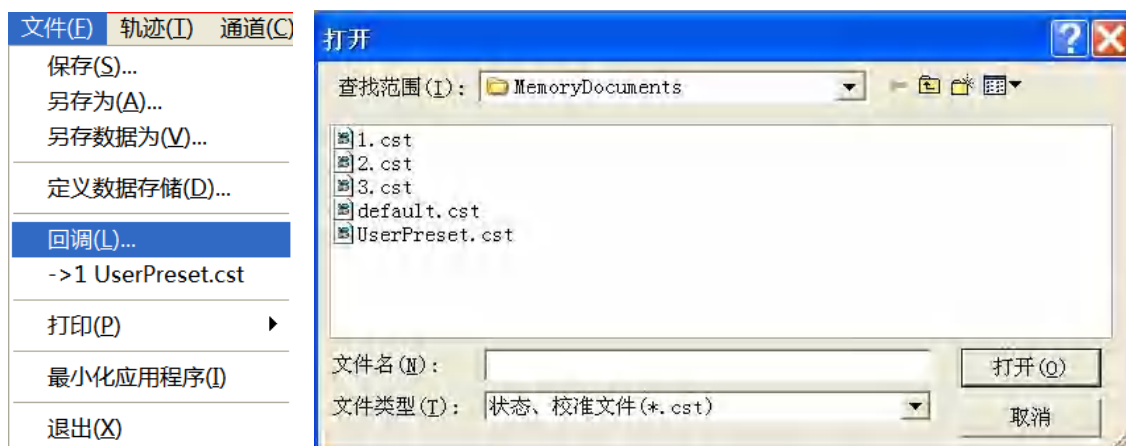 文件(F) 轨迹(T) 通道(C)
保存(S)...
另存为(A)...
另存数据为(V)...
定义数据存储(D)...
回调(L)...
->1 UserPreset.cst
打印(P)
最小化应用程序(I)
退出(X)
打开
查找范围(I): MemoryDocuments
1.cst
2.cst
3.cst
default.cst
UserPreset.cst
文件名(N):
打开(O)
文件类型(T): 状态、校准文件(*.cst)
取消